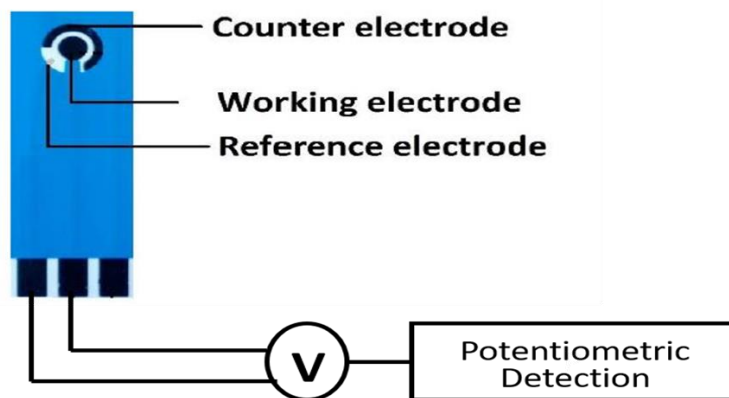 Counter electrode
Working electrode
Reference electrode
V
Potentiometric
Detection